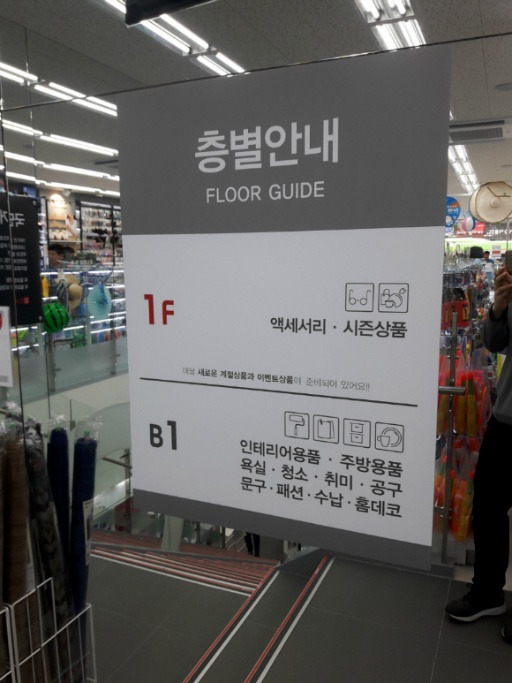 층별안내
FLOOR GUIDE
1F
액세서리 · 시즌상품
매달 새로운 계절상품과 이벤트상품이 준비되어 있어요!!
B1
인테리어용품 · 주방용품
욕실 · 청소 · 취미 · 공구
문구 · 패션 · 수납 · 홈데코